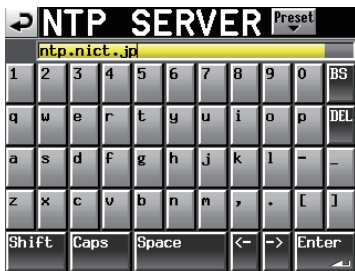 NTP SERVER Preset
ntp.nict.jp
1 2 3 4 5 6 7 8 9 0 BS
q w e r t y u i o p DEL
a s d f g h j k l - _
z x c v b n m , . [ ]
Shift Caps Space <- -> Enter